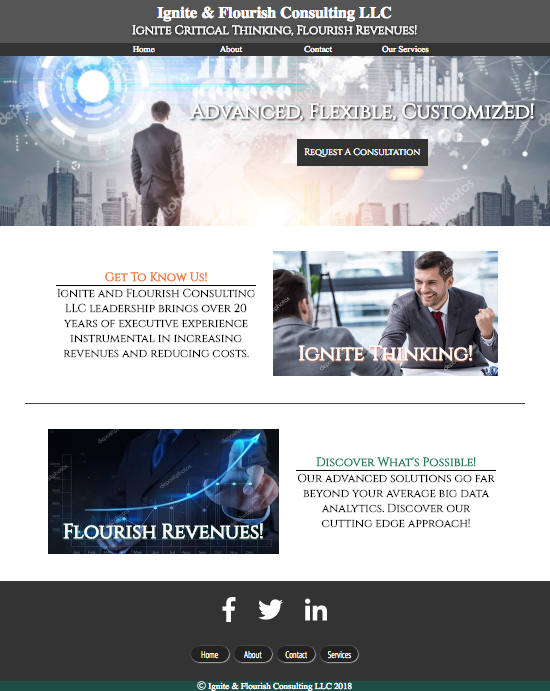 Ignite & Flourish Consulting LLC
Ignite Critical Thinking, Flourish Revenues!
Home About Contact Our Services
Advanced, Flexible, Customized!
Request A Consultation
depositphotos
Get To Know Us!
Ignite and Flourish Consulting
LLC leadership brings over 20
years of executive experience
instrumental in increasing
revenues and reducing costs.
Ignite Thinking!
Flourish Revenues!
Discover What's Possible!
Our advanced solutions go far
beyond your average big data
analytics. Discover our
cutting edge approach!
Home About Contact Services
© Ignite & Flourish Consulting LLC 2018